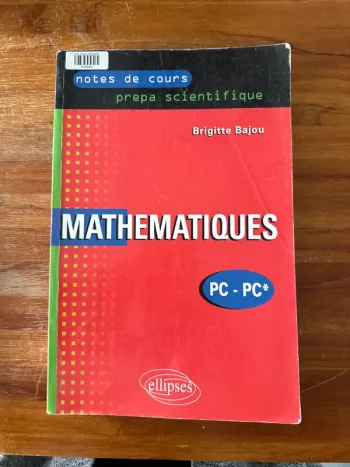 notes de cours
prepa scientifique
Brigitte Bajou
MATHEMATIQUES
PC - PC*
ellipses